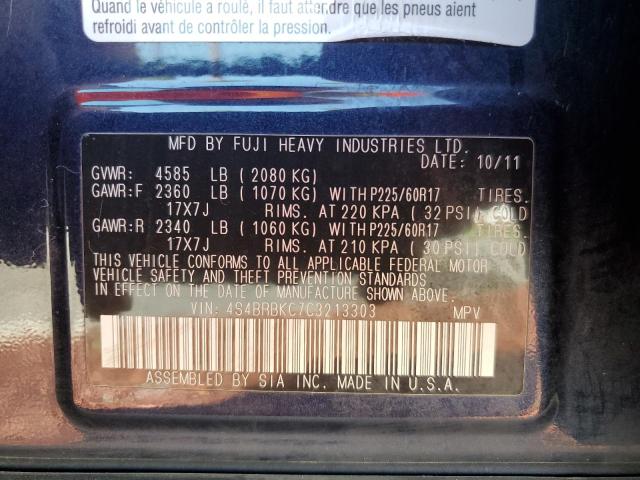 Quand le véhicule a roulé, il faut attendre que les pneus aient
refroidi avant de contrôler la pression.
MFD BY FUJI HEAVY INDUSTRIES LTD.
DATE: 10/11
GVWR: 4585 LB ( 2080 KG)
GAWR:F 2360 LB ( 1070 KG) WITH P225/60R17 TIRES.
17X7J RIMS. AT 220 KPA ( 32 PSI) COLD
GAWR:R 2340 LB ( 1060 KG) WITH P225/60R17 TIRES.
17X7J RIMS. AT 210 KPA ( 30 PSI) COLD
THIS VEHICLE CONFORMS TO ALL APPLICABLE FEDERAL MOTOR
VEHICLE SAFETY AND THEFT PREVENTION STANDARDS
IN EFFECT ON THE DATE OF MANUFACTURE SHOWN ABOVE.
VIN: 4S4BRBKC7C3213303 MPV
ASSEMBLED BY SIA INC. MADE IN U.S.A.